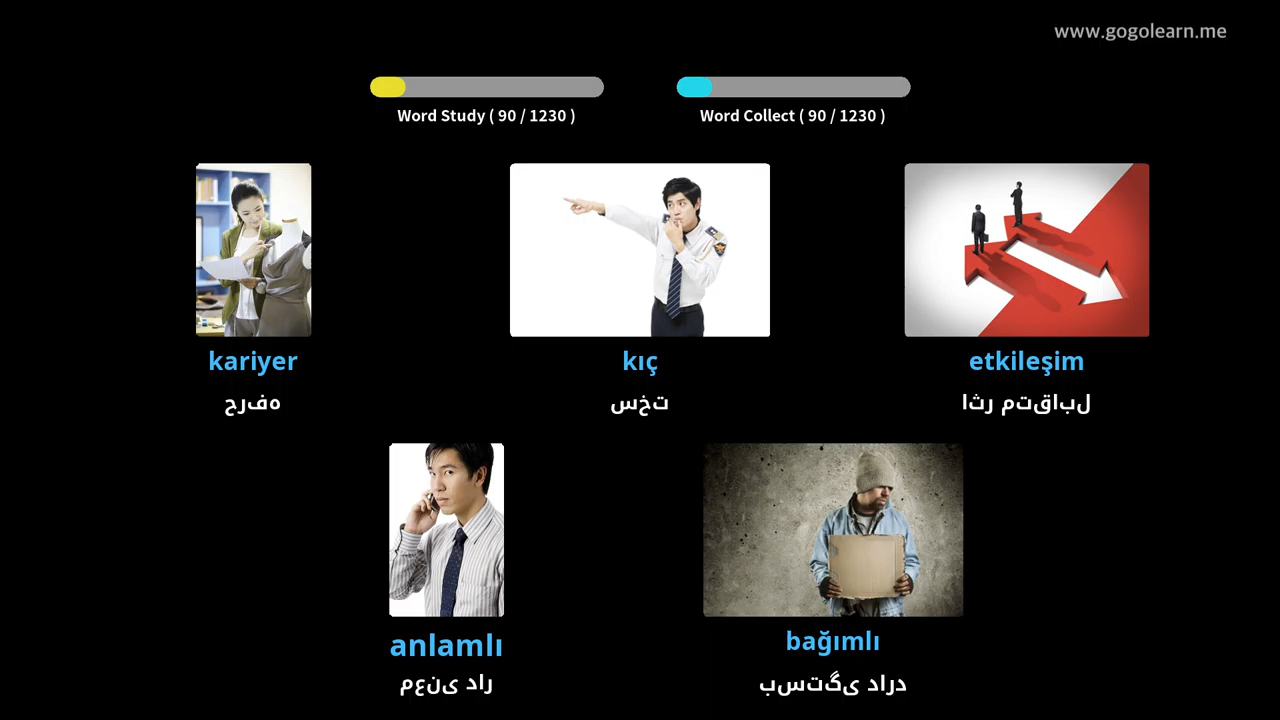 www.gogolearn.me
Word Study ( 90 / 1230 )
Word Collect ( 90 / 1230 )
kariyer
حرفه
kıç
سخت
etkileşim
اثر متقابل
anlamlı
معنی دار
bağımlı
بستگی دارد